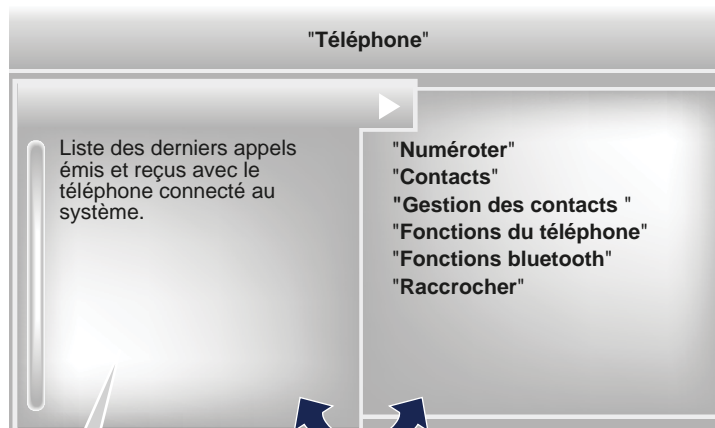 "Téléphone"
Liste des derniers appels
émis et reçus avec le
téléphone connecté au
système.
"Numéroter"
"Contacts"
"Gestion des contacts "
"Fonctions du téléphone"
"Fonctions bluetooth"
"Raccrocher"